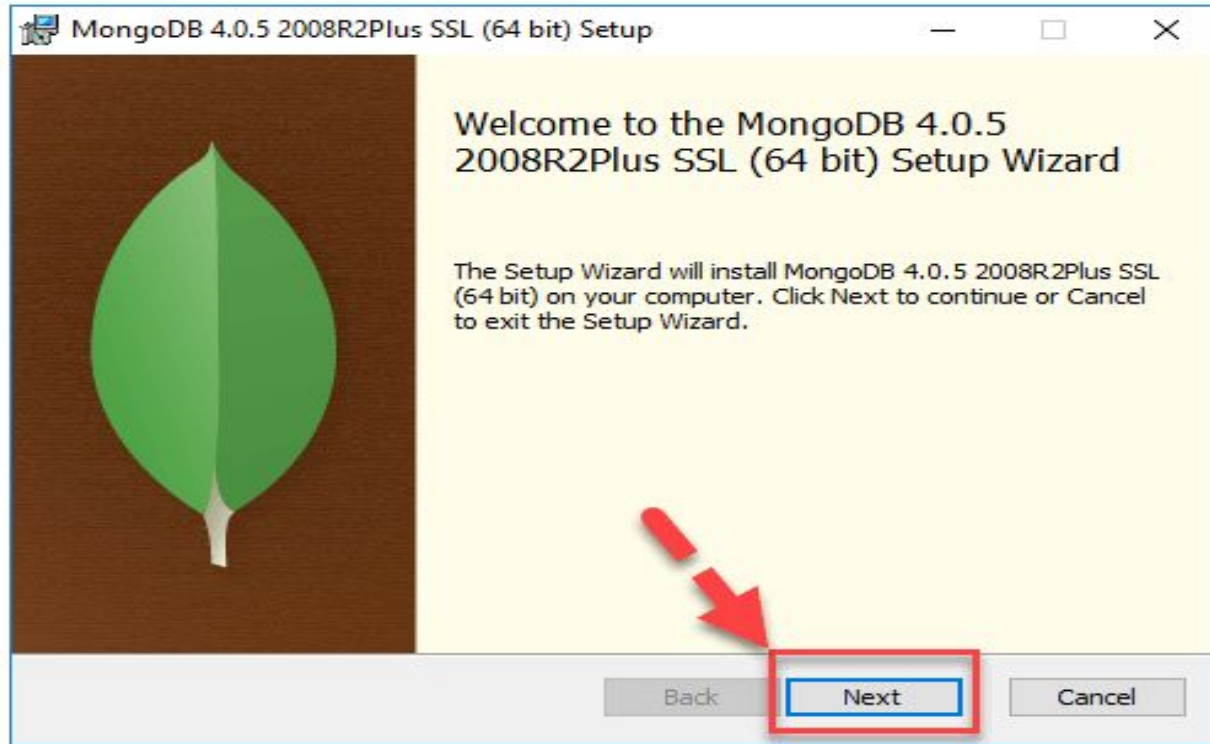 MongoDB 4.0.5 2008R2Plus SSL (64 bit) Setup
Welcome to the MongoDB 4.0.5
2008R2Plus SSL (64 bit) Setup Wizard
The Setup Wizard will install MongoDB 4.0.5 2008R2Plus SSL
(64 bit) on your computer. Click Next to continue or Cancel
to exit the Setup Wizard.
Back Next Cancel